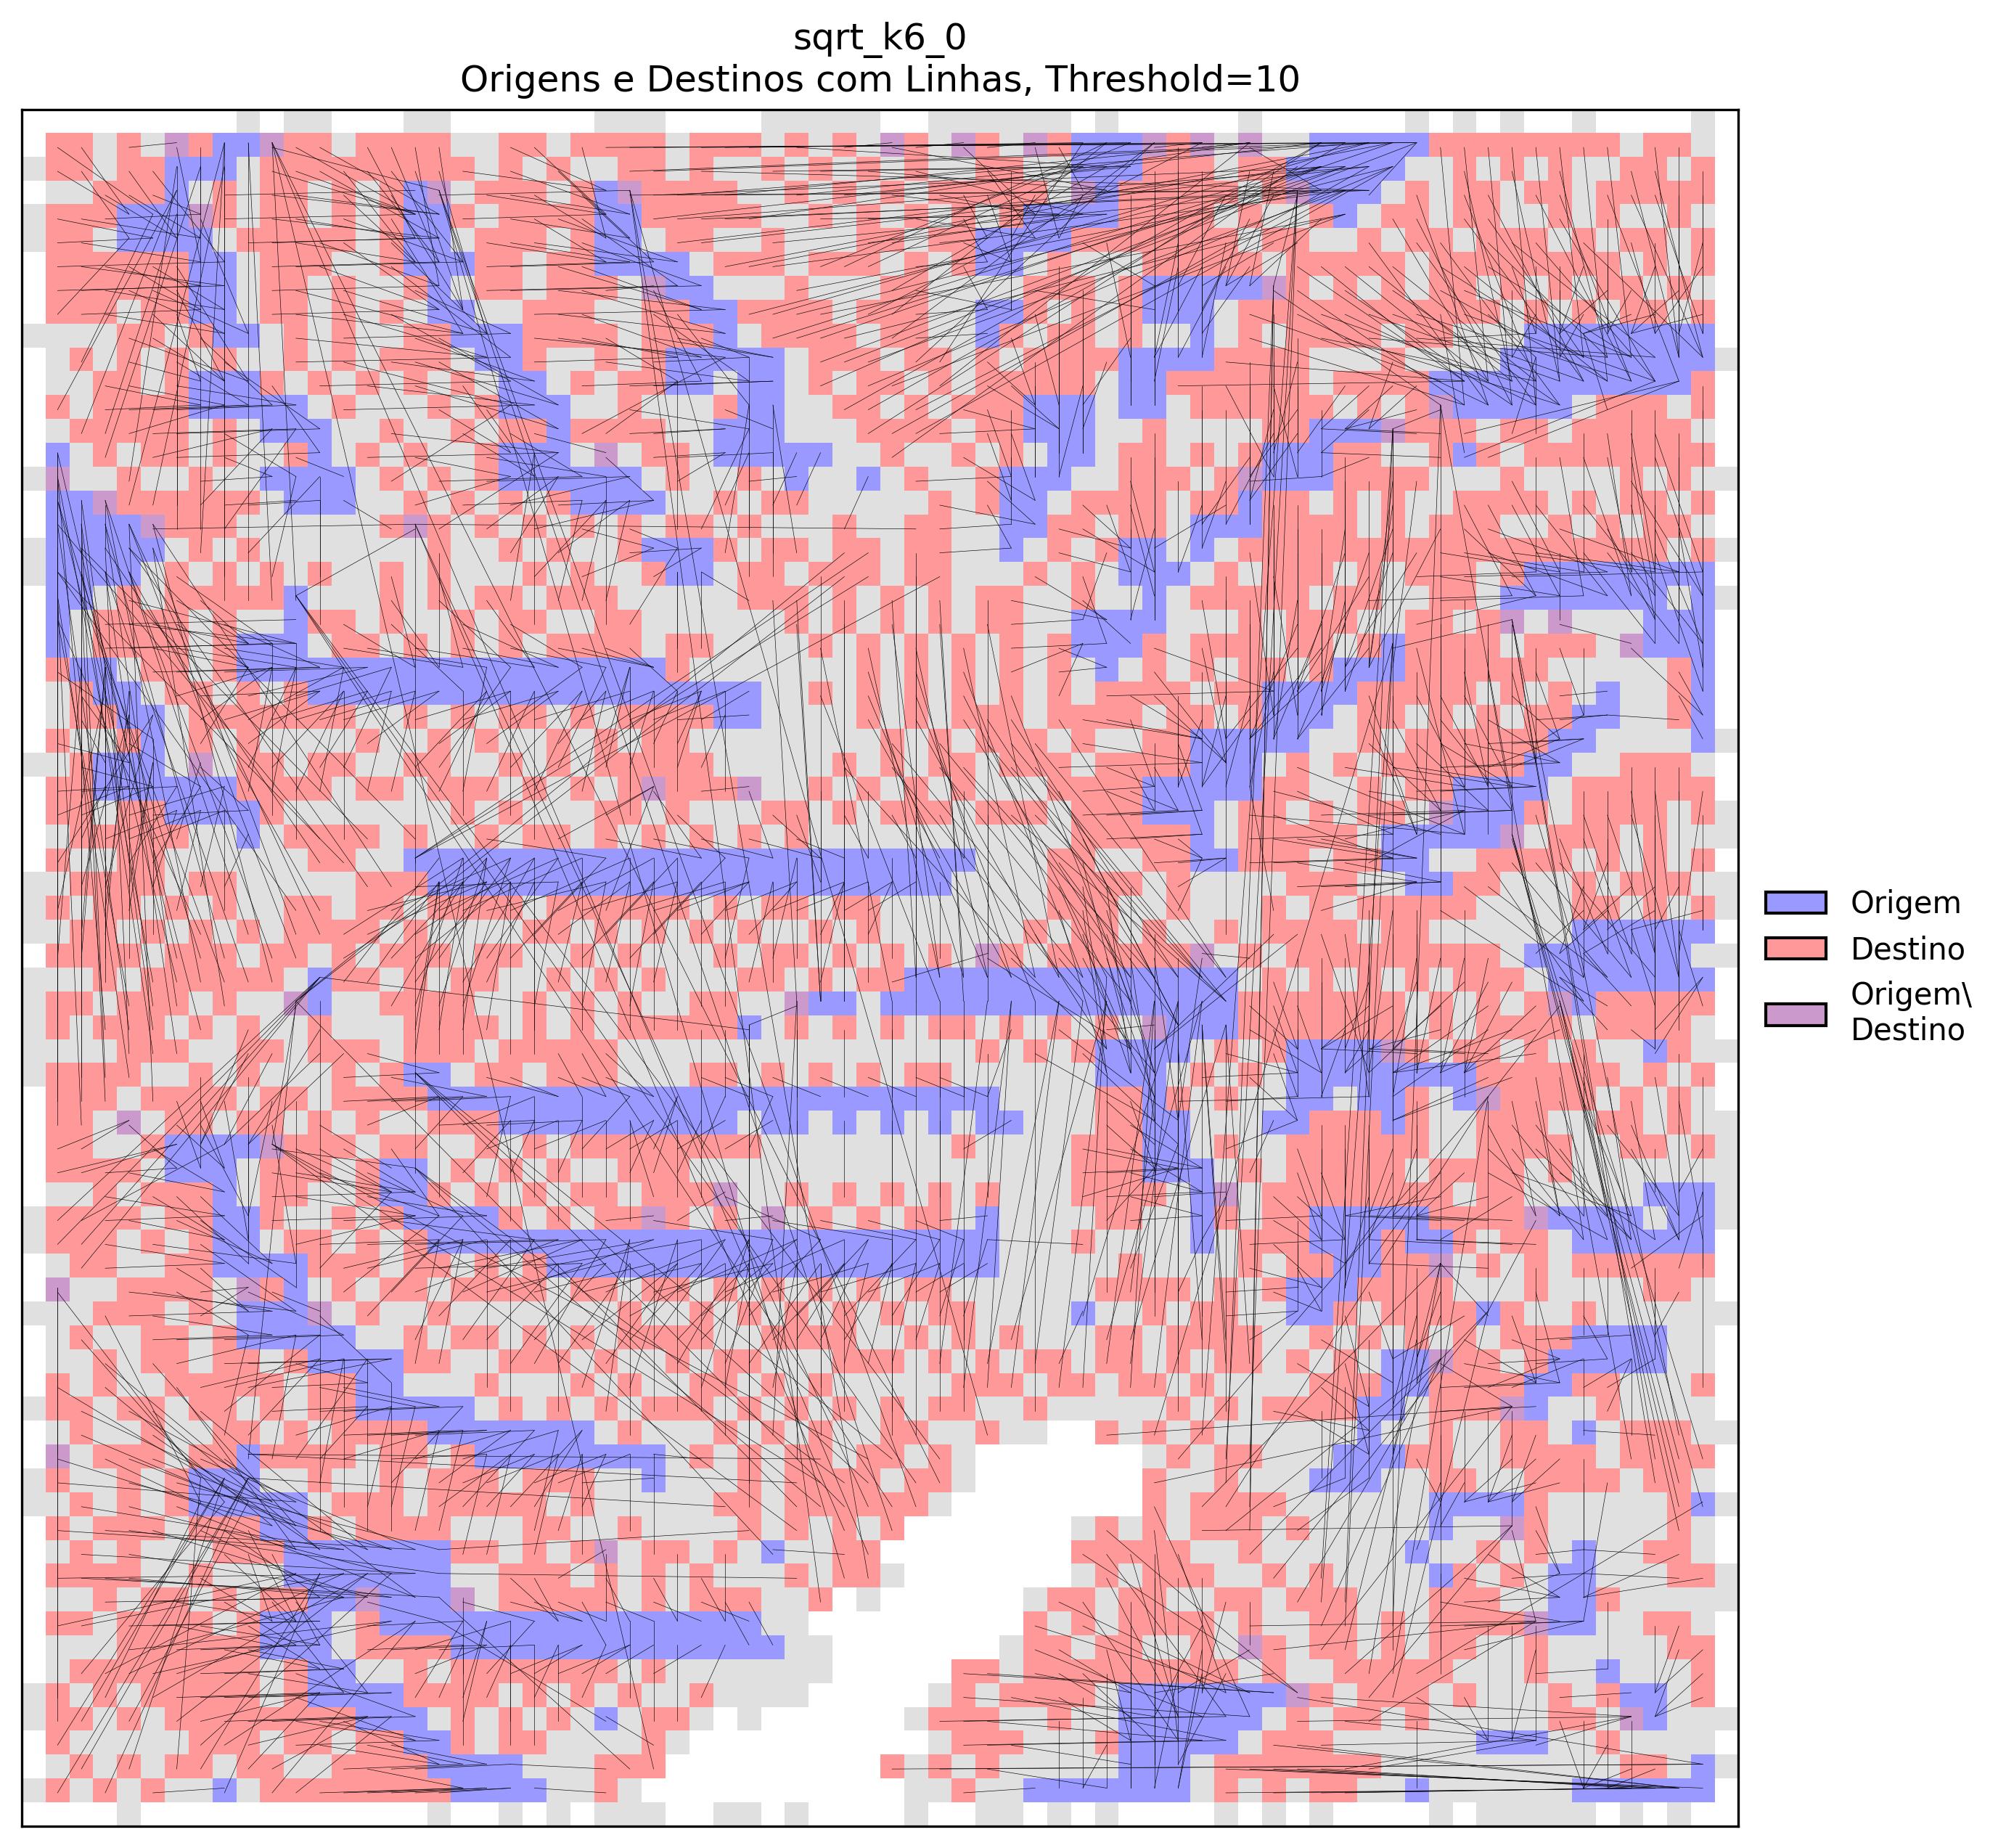 sqrt_k6_0
Origens e Destinos com Linhas, Threshold=10
Origem
Destino
Origem\
Destino